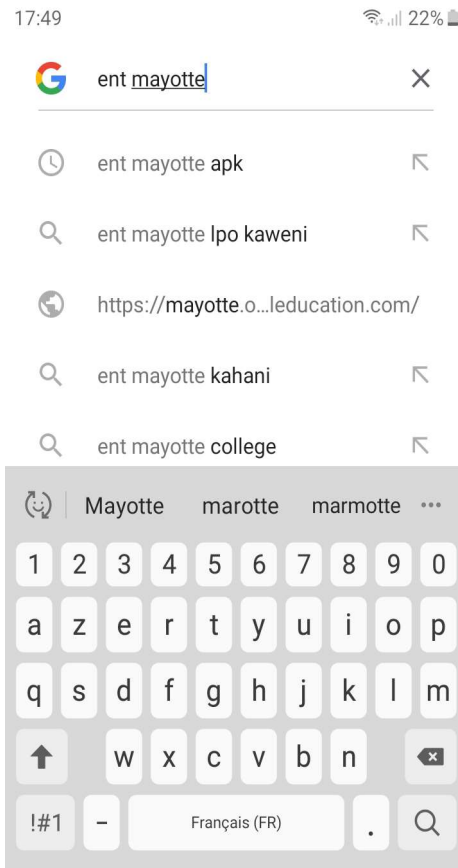 17:49 22%
ent mayotte
ent mayotte apk
ent mayotte lpo kaweni
https://mayotte.o...leducation.com/
ent mayotte kahani
ent mayotte college
Mayotte marotte marmotte
1 2 3 4 5 6 7 8 9 0
a z e r t y u i o p
q s d f g h j k l m
w x c v b n
!#1 - Français (FR) .